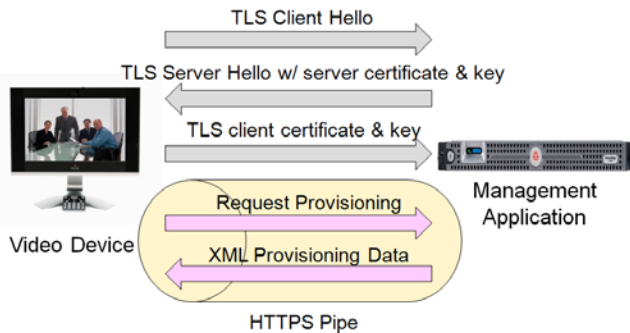 TLS Client Hello
TLS Server Hello w/ server certificate & key
TLS client certificate & key
Request Provisioning
XML Provisioning Data
HTTPS Pipe
Video Device
Management
Application